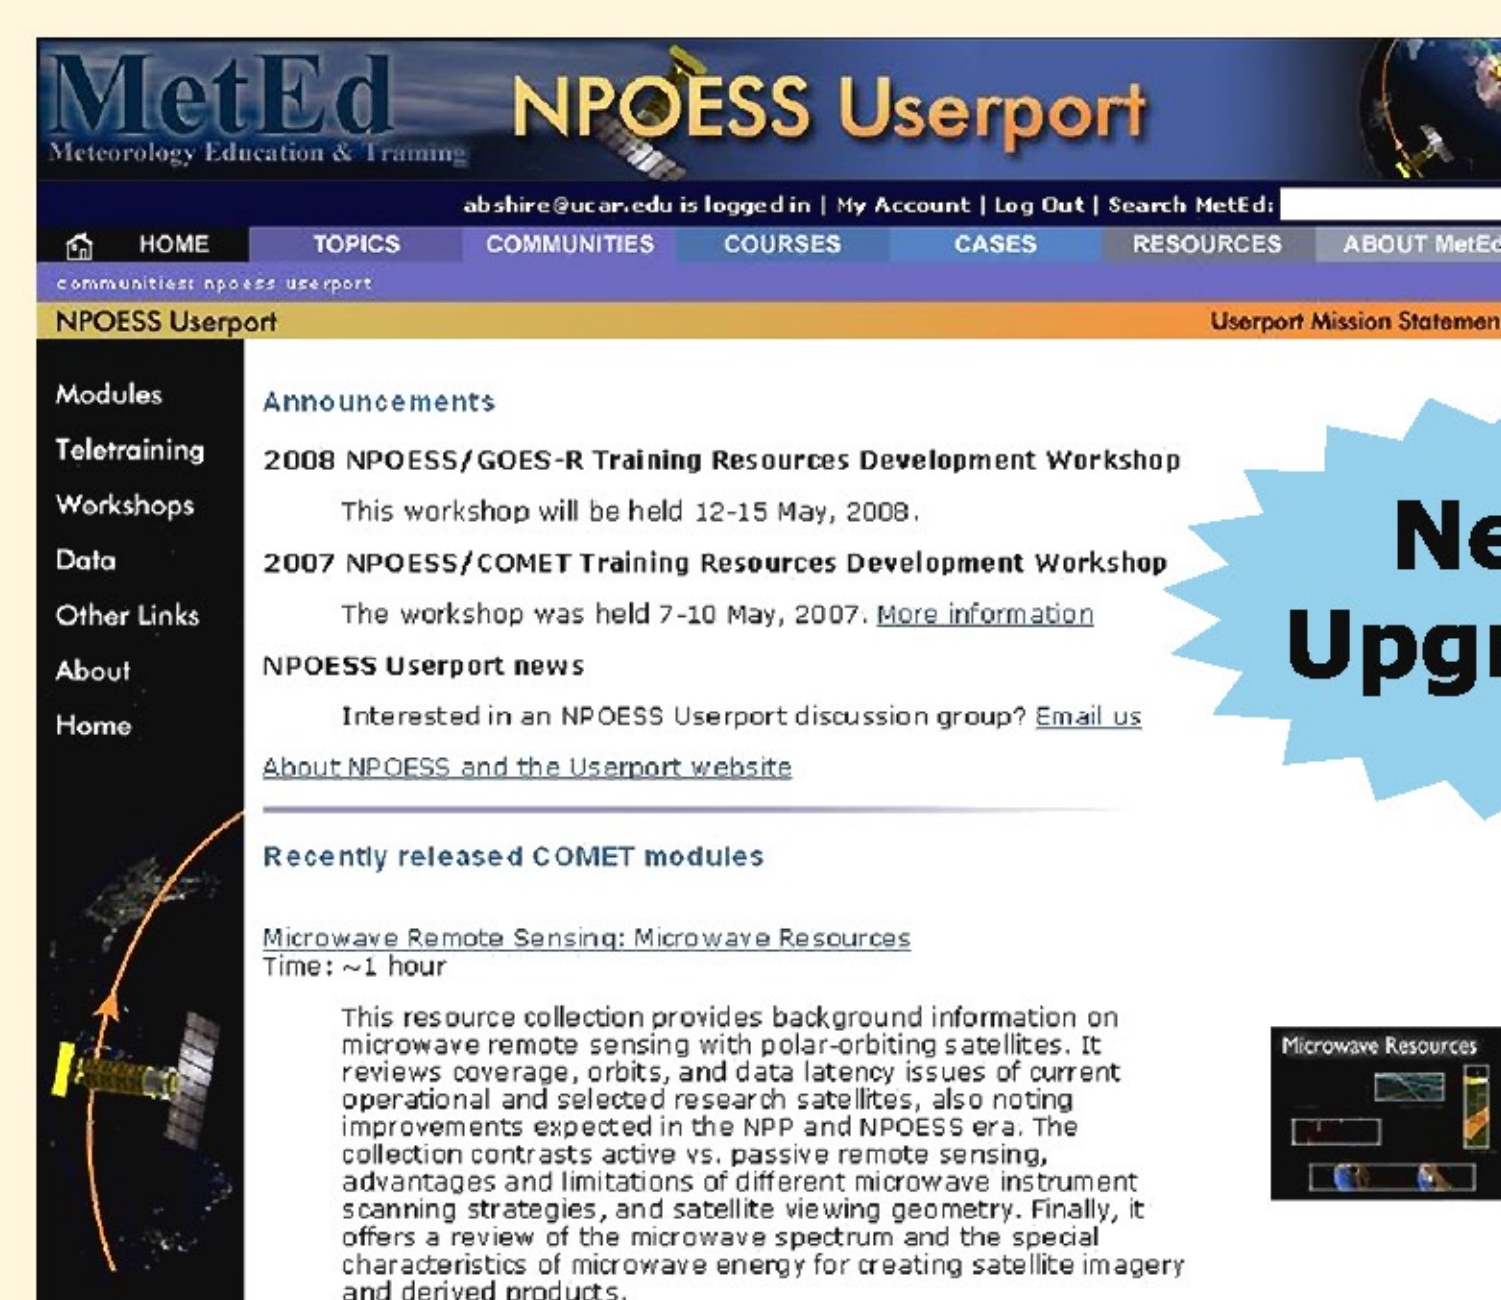 MetEd
Meteorology Education & Training
NPOESS Userport
abshire@ucar.edu is logged in | My Account | Log Out | Search MetEd:
HOME TOPICS COMMUNITIES COURSES CASES RESOURCES ABOUT MetEd
communities: npoess userport
NPOESS Userport Userport Mission Statemen
Modules
Teletraining
Workshops
Data
Other Links
About
Home
Announcements
2008 NPOESS/GOES-R Training Resources Development Workshop
This workshop will be held 12-15 May, 2008.
2007 NPOESS/COMET Training Resources Development Workshop
The workshop was held 7-10 May, 2007. More information
NPOESS Userport news
Interested in an NPOESS Userport discussion group? Email us
About NPOESS and the Userport website
Ne
Upgr
Recently released COMET modules
Microwave Remote Sensing: Microwave Resources
Time: ~1 hour
This resource collection provides background information on
microwave remote sensing with polar-orbiting satellites. It
reviews coverage, orbits, and data latency issues of current
operational and selected research satellites, also noting
improvements expected in the NPP and NPOESS era. The
collection contrasts active vs. passive remote sensing,
advantages and limitations of different microwave instrument
scanning strategies, and satellite viewing geometry. Finally, it
offers a review of the microwave spectrum and the special
characteristics of microwave energy for creating satellite imagery
and derived products.
Microwave Resources